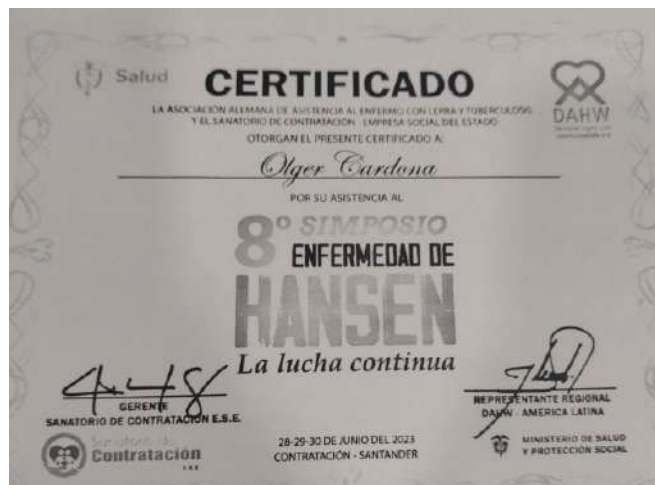 Salud
CERTIFICADO
LA ASOCIACIÓN ALEMANA DE ASISTENCIA AL ENFERMO CON LEPRA Y TUBERCULOSIS
Y EL SANATORIO DE CONTRATACIÓN - EMPRESA SOCIAL DEL ESTADO
DAHW
OTORGAN EL PRESENTE CERTIFICADO A:
Olger Cardona
POR SU ASISTENCIA AL
8º SIMPOSIO
ENFERMEDAD DE
HANSEN
La lucha continua
GERENTE
SANATORIO DE CONTRATACIÓN E.S.E.
REPRESENTANTE REGIONAL
DAHW - AMERICA LATINA
Sanatorio de
Contratación
E.S.E.
28-29-30 DE JUNIO DEL 2023
CONTRATACIÓN - SANTANDER
MINISTERIO DE SALUD
Y PROTECCIÓN SOCIAL